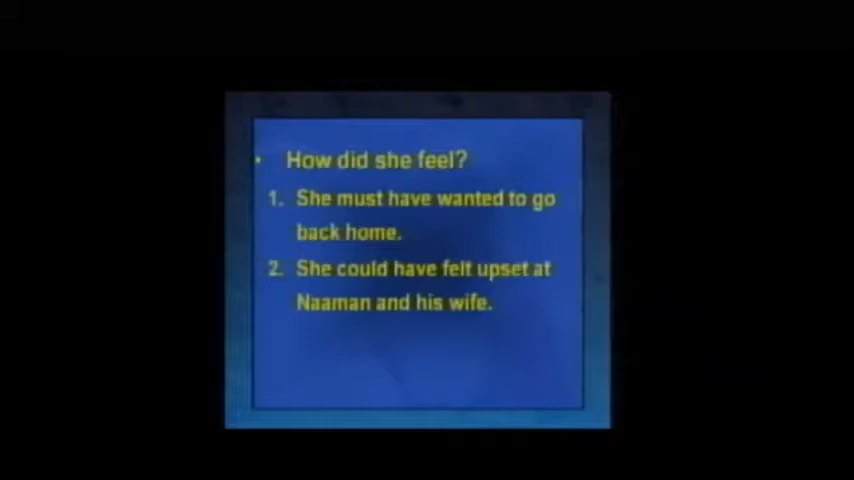 • How did she feel?
1. She must have wanted to go
back home.
2. She could have felt upset at
Naaman and his wife.